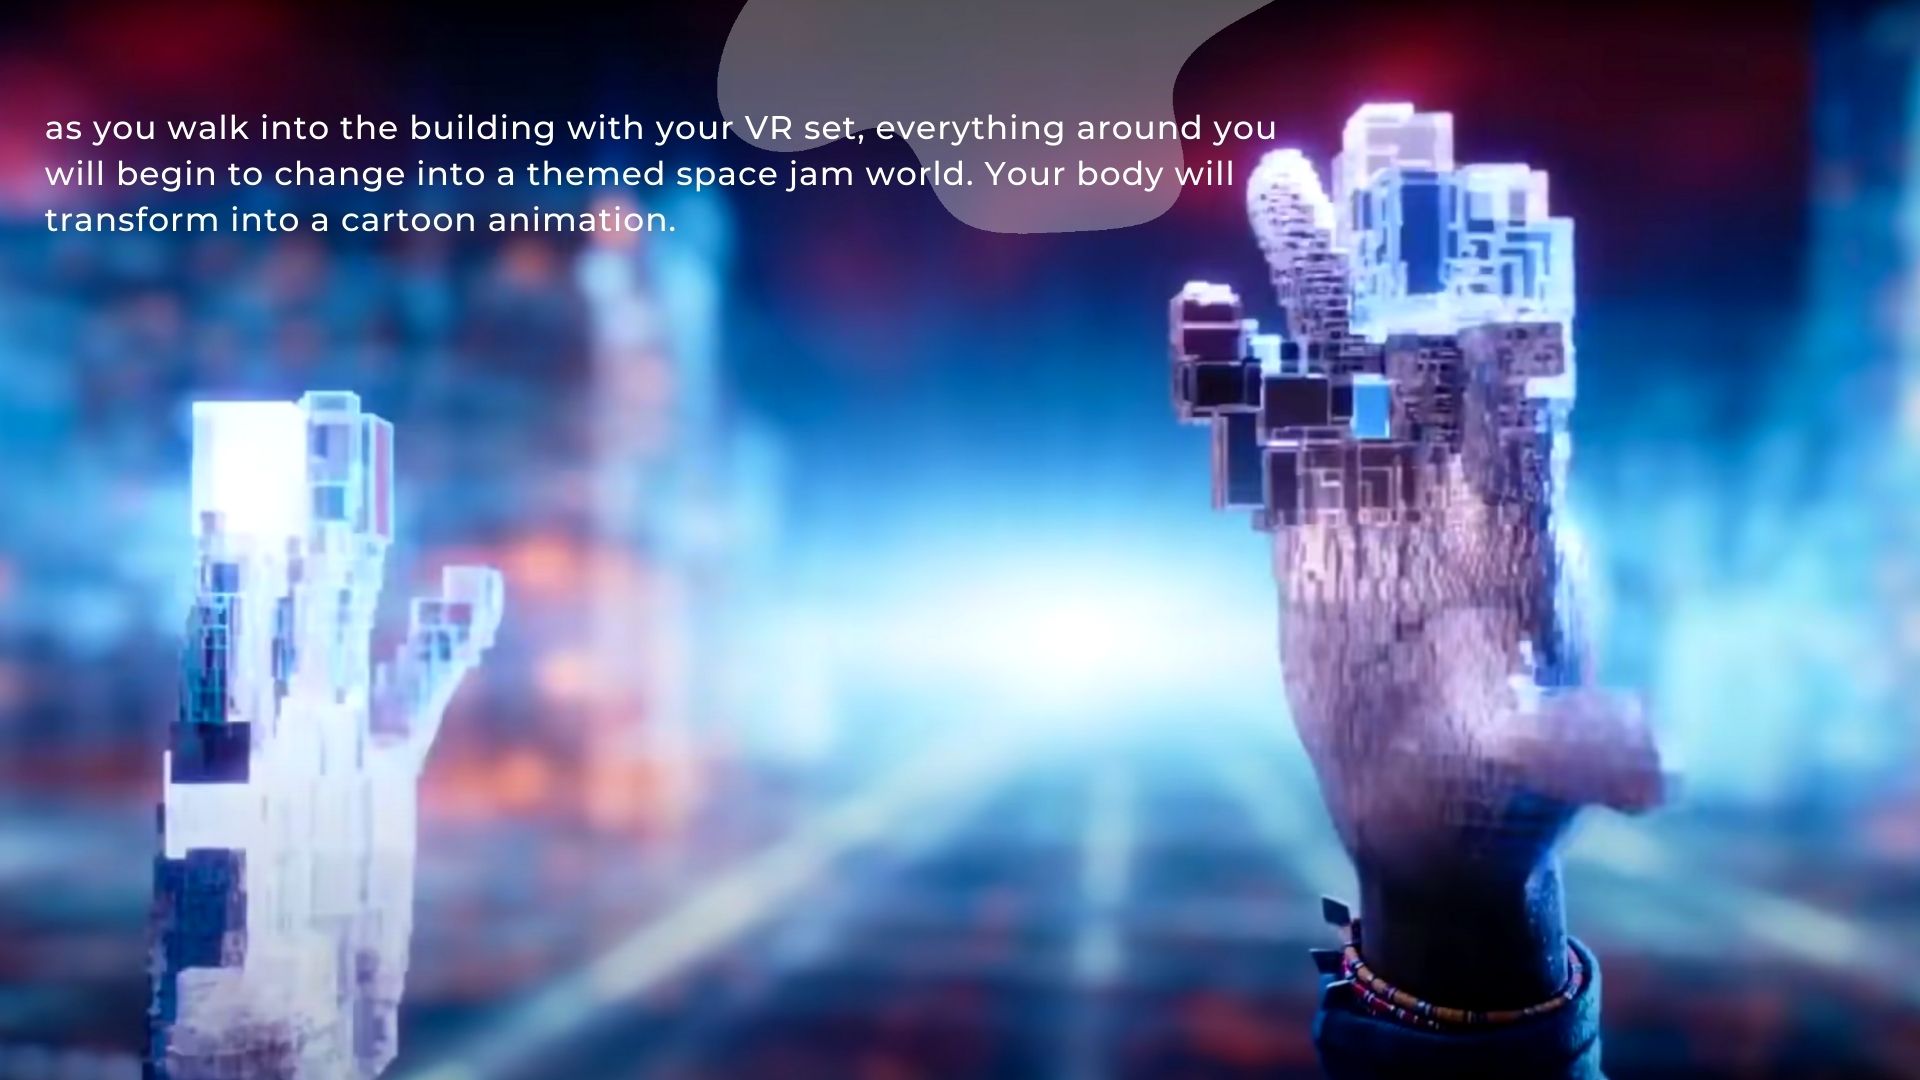 as you walk into the building with your VR set, everything around you
will begin to change into a themed space jam world. Your body will
transform into a cartoon animation.